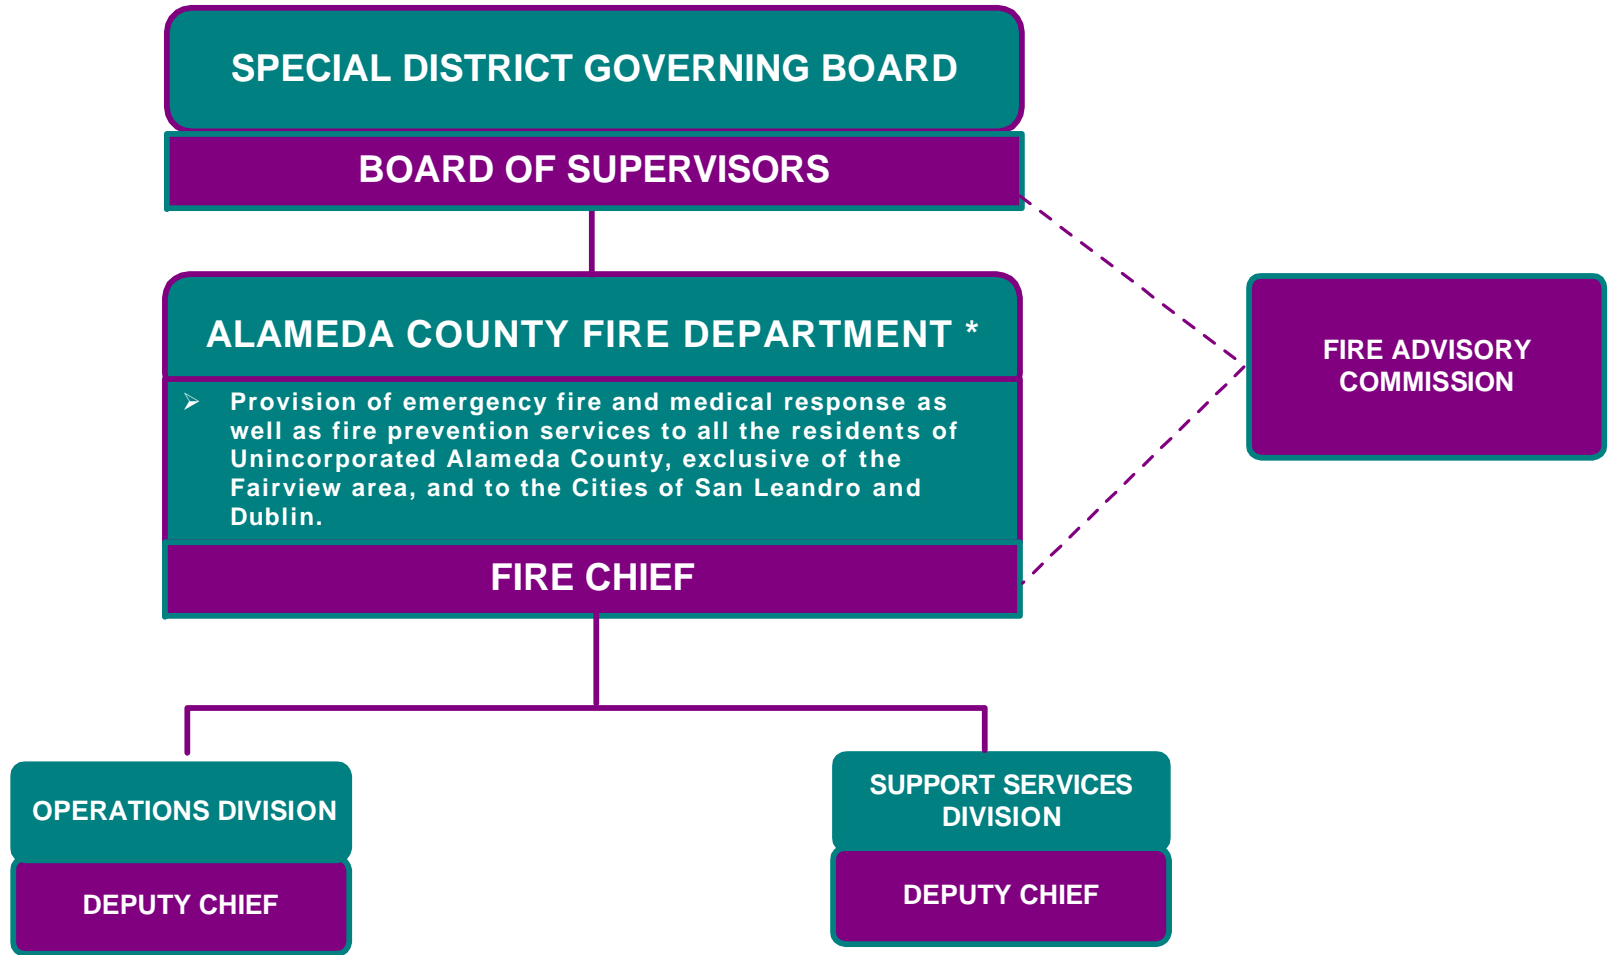 SPECIAL DISTRICT GOVERNING BOARD
BOARD OF SUPERVISORS
ALAMEDA COUNTY FIRE DEPARTMENT *
➢ Provision of emergency fire and medical response as
well as fire prevention services to all the residents of
Unincorporated Alameda County, exclusive of the
Fairview area, and to the Cities of San Leandro and
Dublin.
FIRE CHIEF
FIRE ADVISORY
COMMISSION
OPERATIONS DIVISION
DEPUTY CHIEF
SUPPORT SERVICES
DIVISION
DEPUTY CHIEF